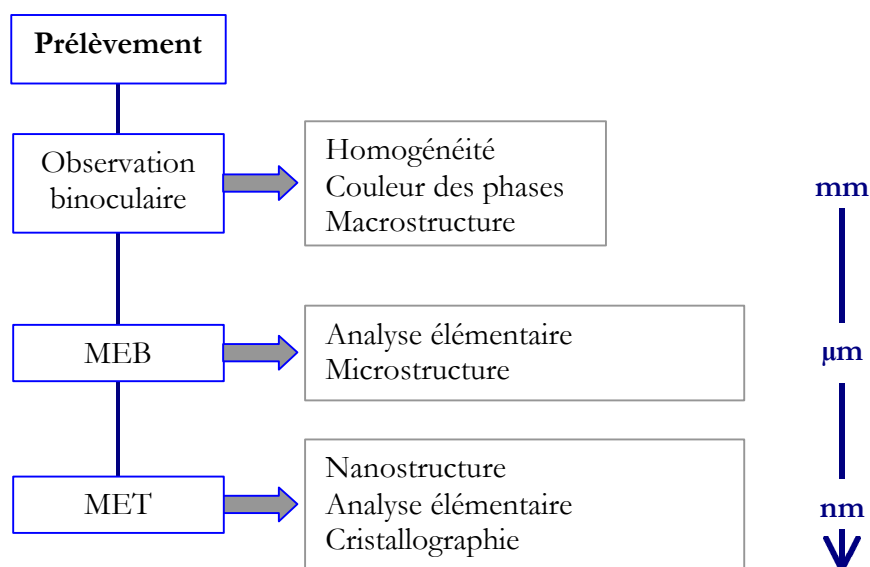 Prélèvement
Observation
binoculaire
Homogénéité
Couleur des phases
Macrostructure
mm
MEB
Analyse élémentaire
Microstructure
µm
MET
Nanostructure
Analyse élémentaire
Cristallographie
nm